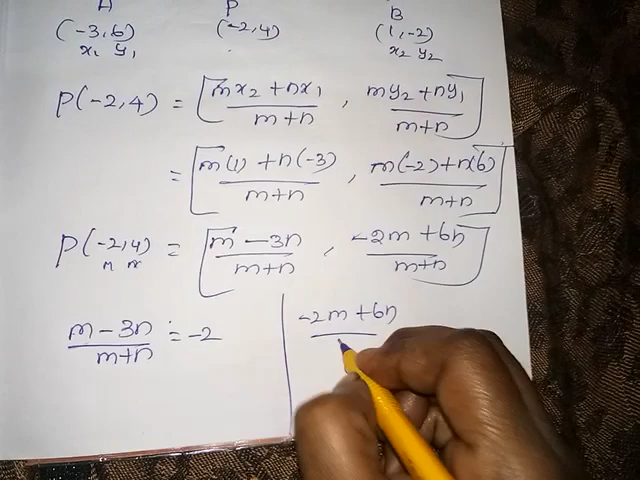 A P B
(-3,6) (-2,4) (1,-2)
x₁ y₁ x₂ y₂
P(-2,4) = [mx₂+nx₁/m+n , my₂+ny₁/m+n]
= [m(1)+n(-3)/m+n , m(-2)+n(6)/m+n]
P(-2,4) = [m-3n/m+n , -2m+6n/m+n]
m-3n/m+n = -2 -2m+6n